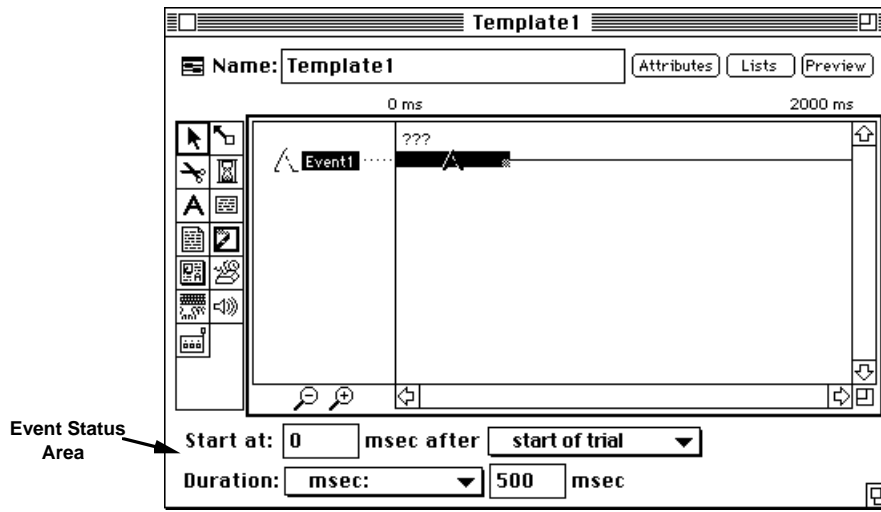 Template1
Name: Template1
Attributes Lists Preview
0 ms 2000 ms
???
Event1
A
Event Status Area
Start at: 0 msec after start of trial
Duration: msec: 500 msec